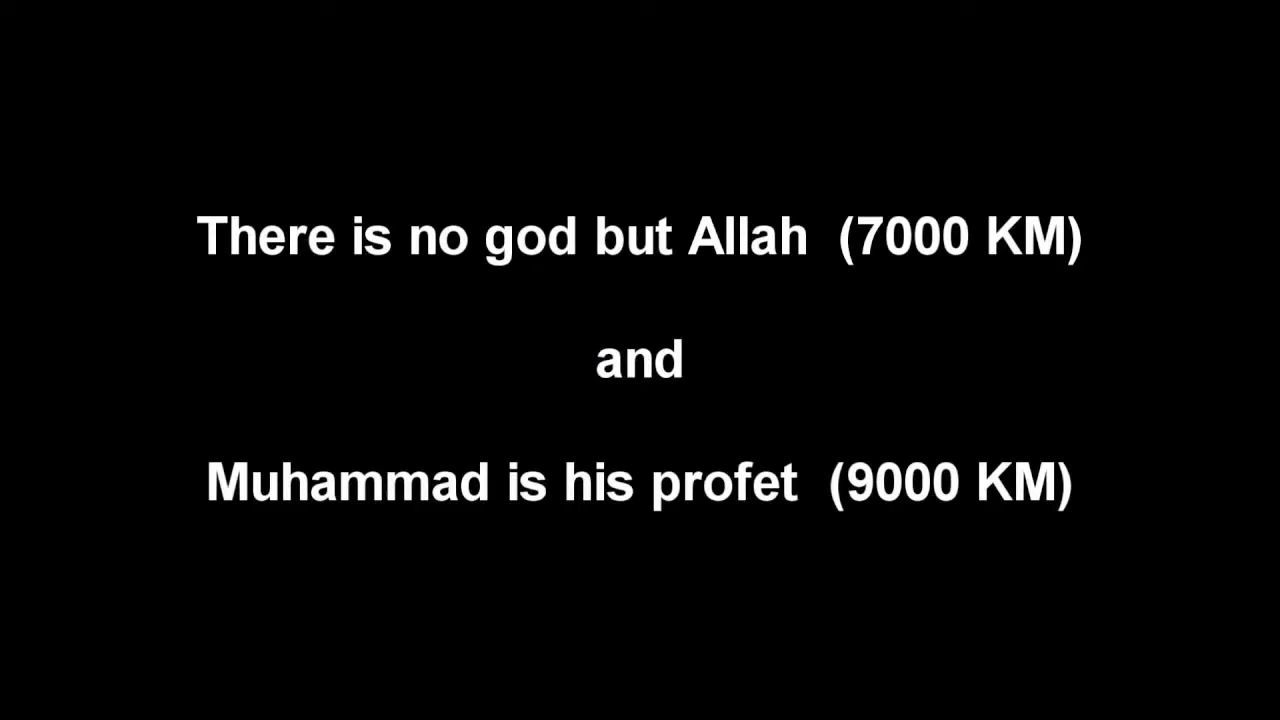 There is no god but Allah (7000 KM)
and
Muhammad is his profet (9000 KM)